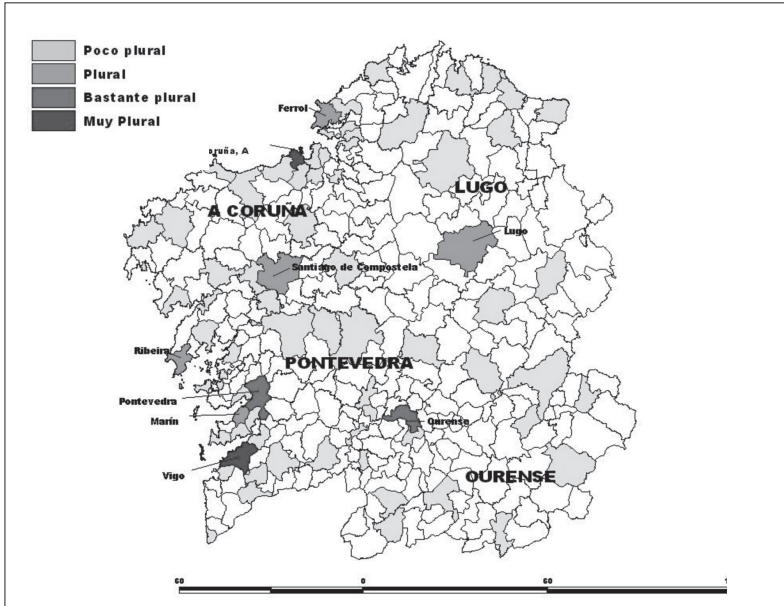 Poco plural
Plural
Bastante plural
Muy Plural
Ferrol
oruña, A
LUGO
A CORUÑA
Lugo
Santiago de Compostela
Ribeira
PONTEVEDRA
Pontevedra
Marín
Ourense
Vigo
OURENSE
60 0 60 1